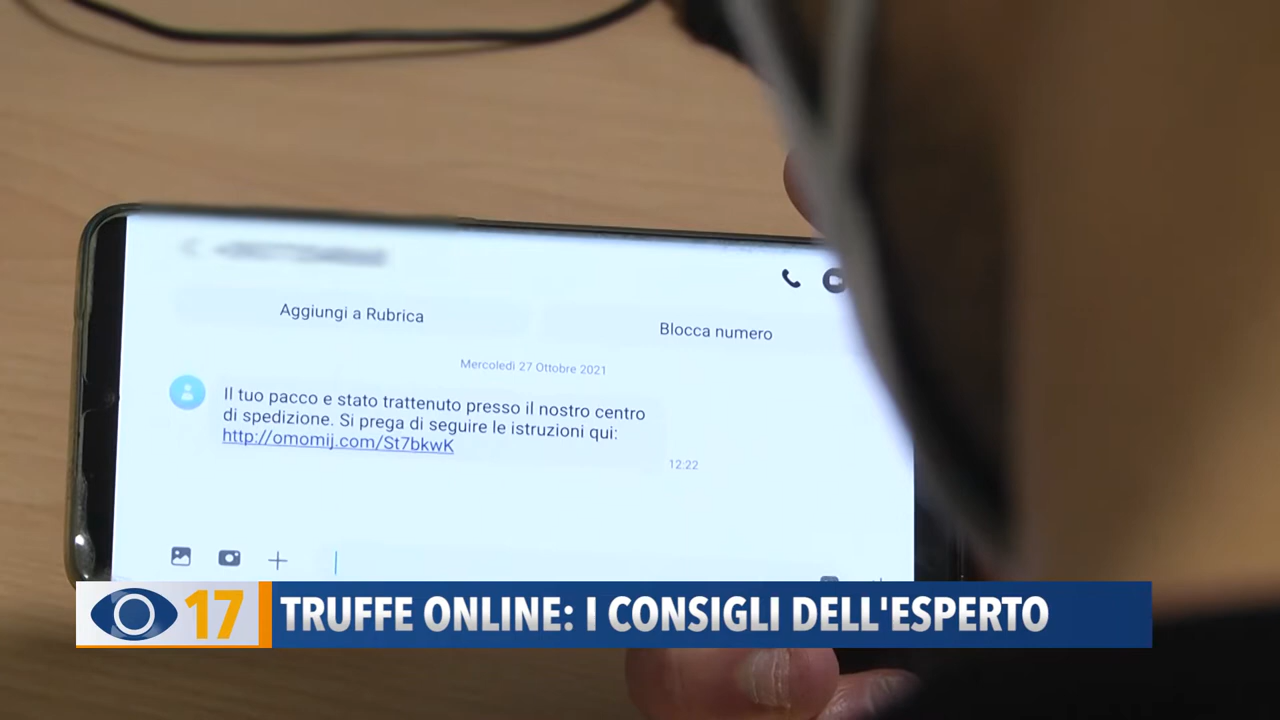 Aggiungi a Rubrica
Blocca numero
Mercoledì 27 Ottobre 2021
Il tuo pacco e stato trattenuto presso il nostro centro
di spedizione. Si prega di seguire le istruzioni qui:
http://omomij.com/St7bkwK
12:22
17
TRUFFE ONLINE: I CONSIGLI DELL'ESPERTO